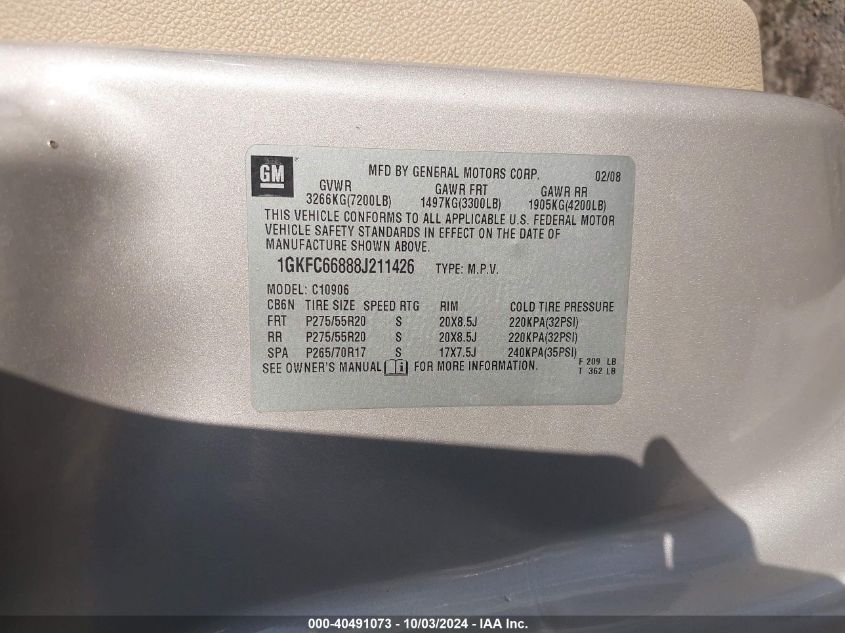 GM
MFD BY GENERAL MOTORS CORP. 02/08
GVWR GAWR FRT GAWR RR
3266KG(7200LB) 1497KG(3300LB) 1905KG(4200LB)
THIS VEHICLE CONFORMS TO ALL APPLICABLE U.S. FEDERAL MOTOR
VEHICLE SAFETY STANDARDS IN EFFECT ON THE DATE OF
MANUFACTURE SHOWN ABOVE.
1GKFC66888J211426 TYPE: M.P.V.
MODEL: C10906
CB6N TIRE SIZE SPEED RTG RIM COLD TIRE PRESSURE
FRT P275/55R20 S 20X8.5J 220KPA(32PSI)
RR P275/55R20 S 20X8.5J 220KPA(32PSI)
SPA P265/70R17 S 17X7.5J 240KPA(35PSI)
F 209 LB
SEE OWNER'S MANUAL i FOR MORE INFORMATION. T 362 LB
000-40491073 - 10/03/2024 - IAA Inc.